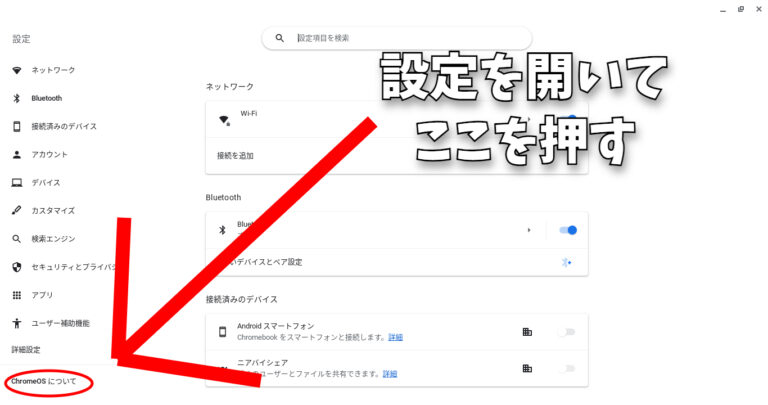 設定
設定項目を検索
設定を開いて
ここを押す
ネットワーク
Bluetooth
接続済みのデバイス
アカウント
デバイス
カスタマイズ
検索エンジン
セキュリティとプライバシ
アプリ
ユーザー補助機能
詳細設定
ChromeOS について
ネットワーク
Wi-Fi
接続を追加
Bluetooth
デバイスとペア設定
接続済みのデバイス
Android スマートフォン
Chromebook をスマートフォンと接続します。詳細
ニアバイシェア
ユーザーとファイルを共有できます。詳細